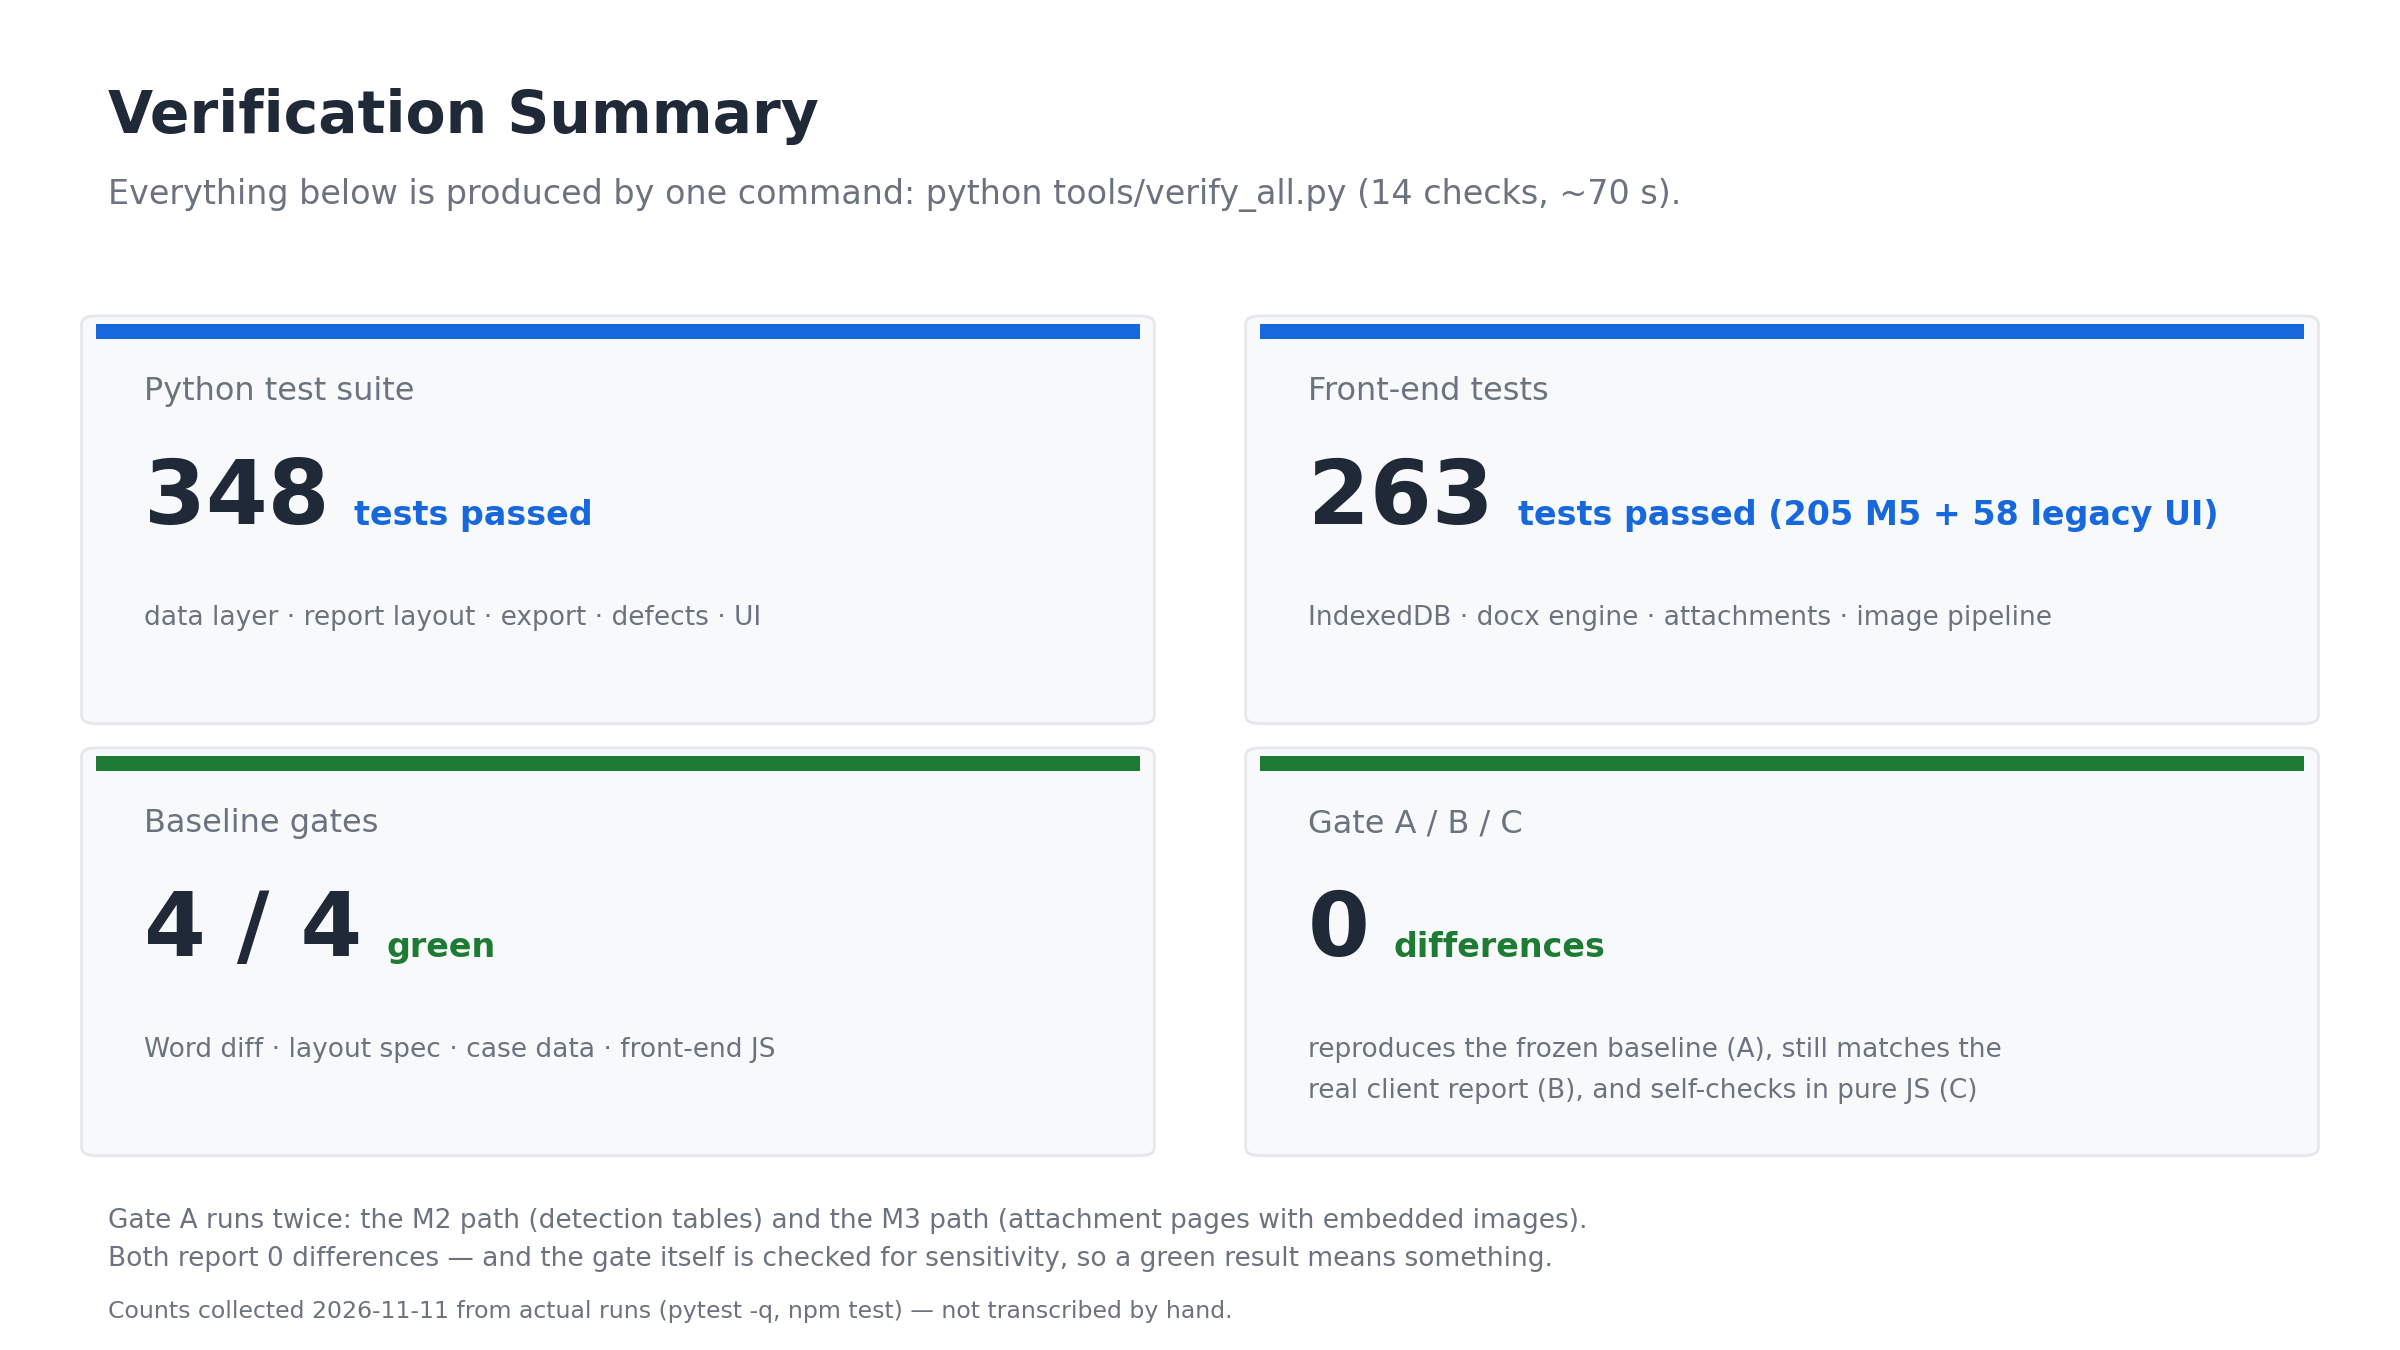 Verification Summary
Everything below is produced by one command: python tools/verify_all.py (14 checks, ~70 s).
Python test suite
348 tests passed
data layer · report layout · export · defects · UI
Front-end tests
263 tests passed (205 M5 + 58 legacy UI)
IndexedDB · docx engine · attachments · image pipeline
Baseline gates
4 / 4 green
Word diff · layout spec · case data · front-end JS
Gate A / B / C
0 differences
reproduces the frozen baseline (A), still matches the
real client report (B), and self-checks in pure JS (C)
Gate A runs twice: the M2 path (detection tables) and the M3 path (attachment pages with embedded images).
Both report 0 differences — and the gate itself is checked for sensitivity, so a green result means something.
Counts collected 2026-11-11 from actual runs (pytest -q, npm test) — not transcribed by hand.